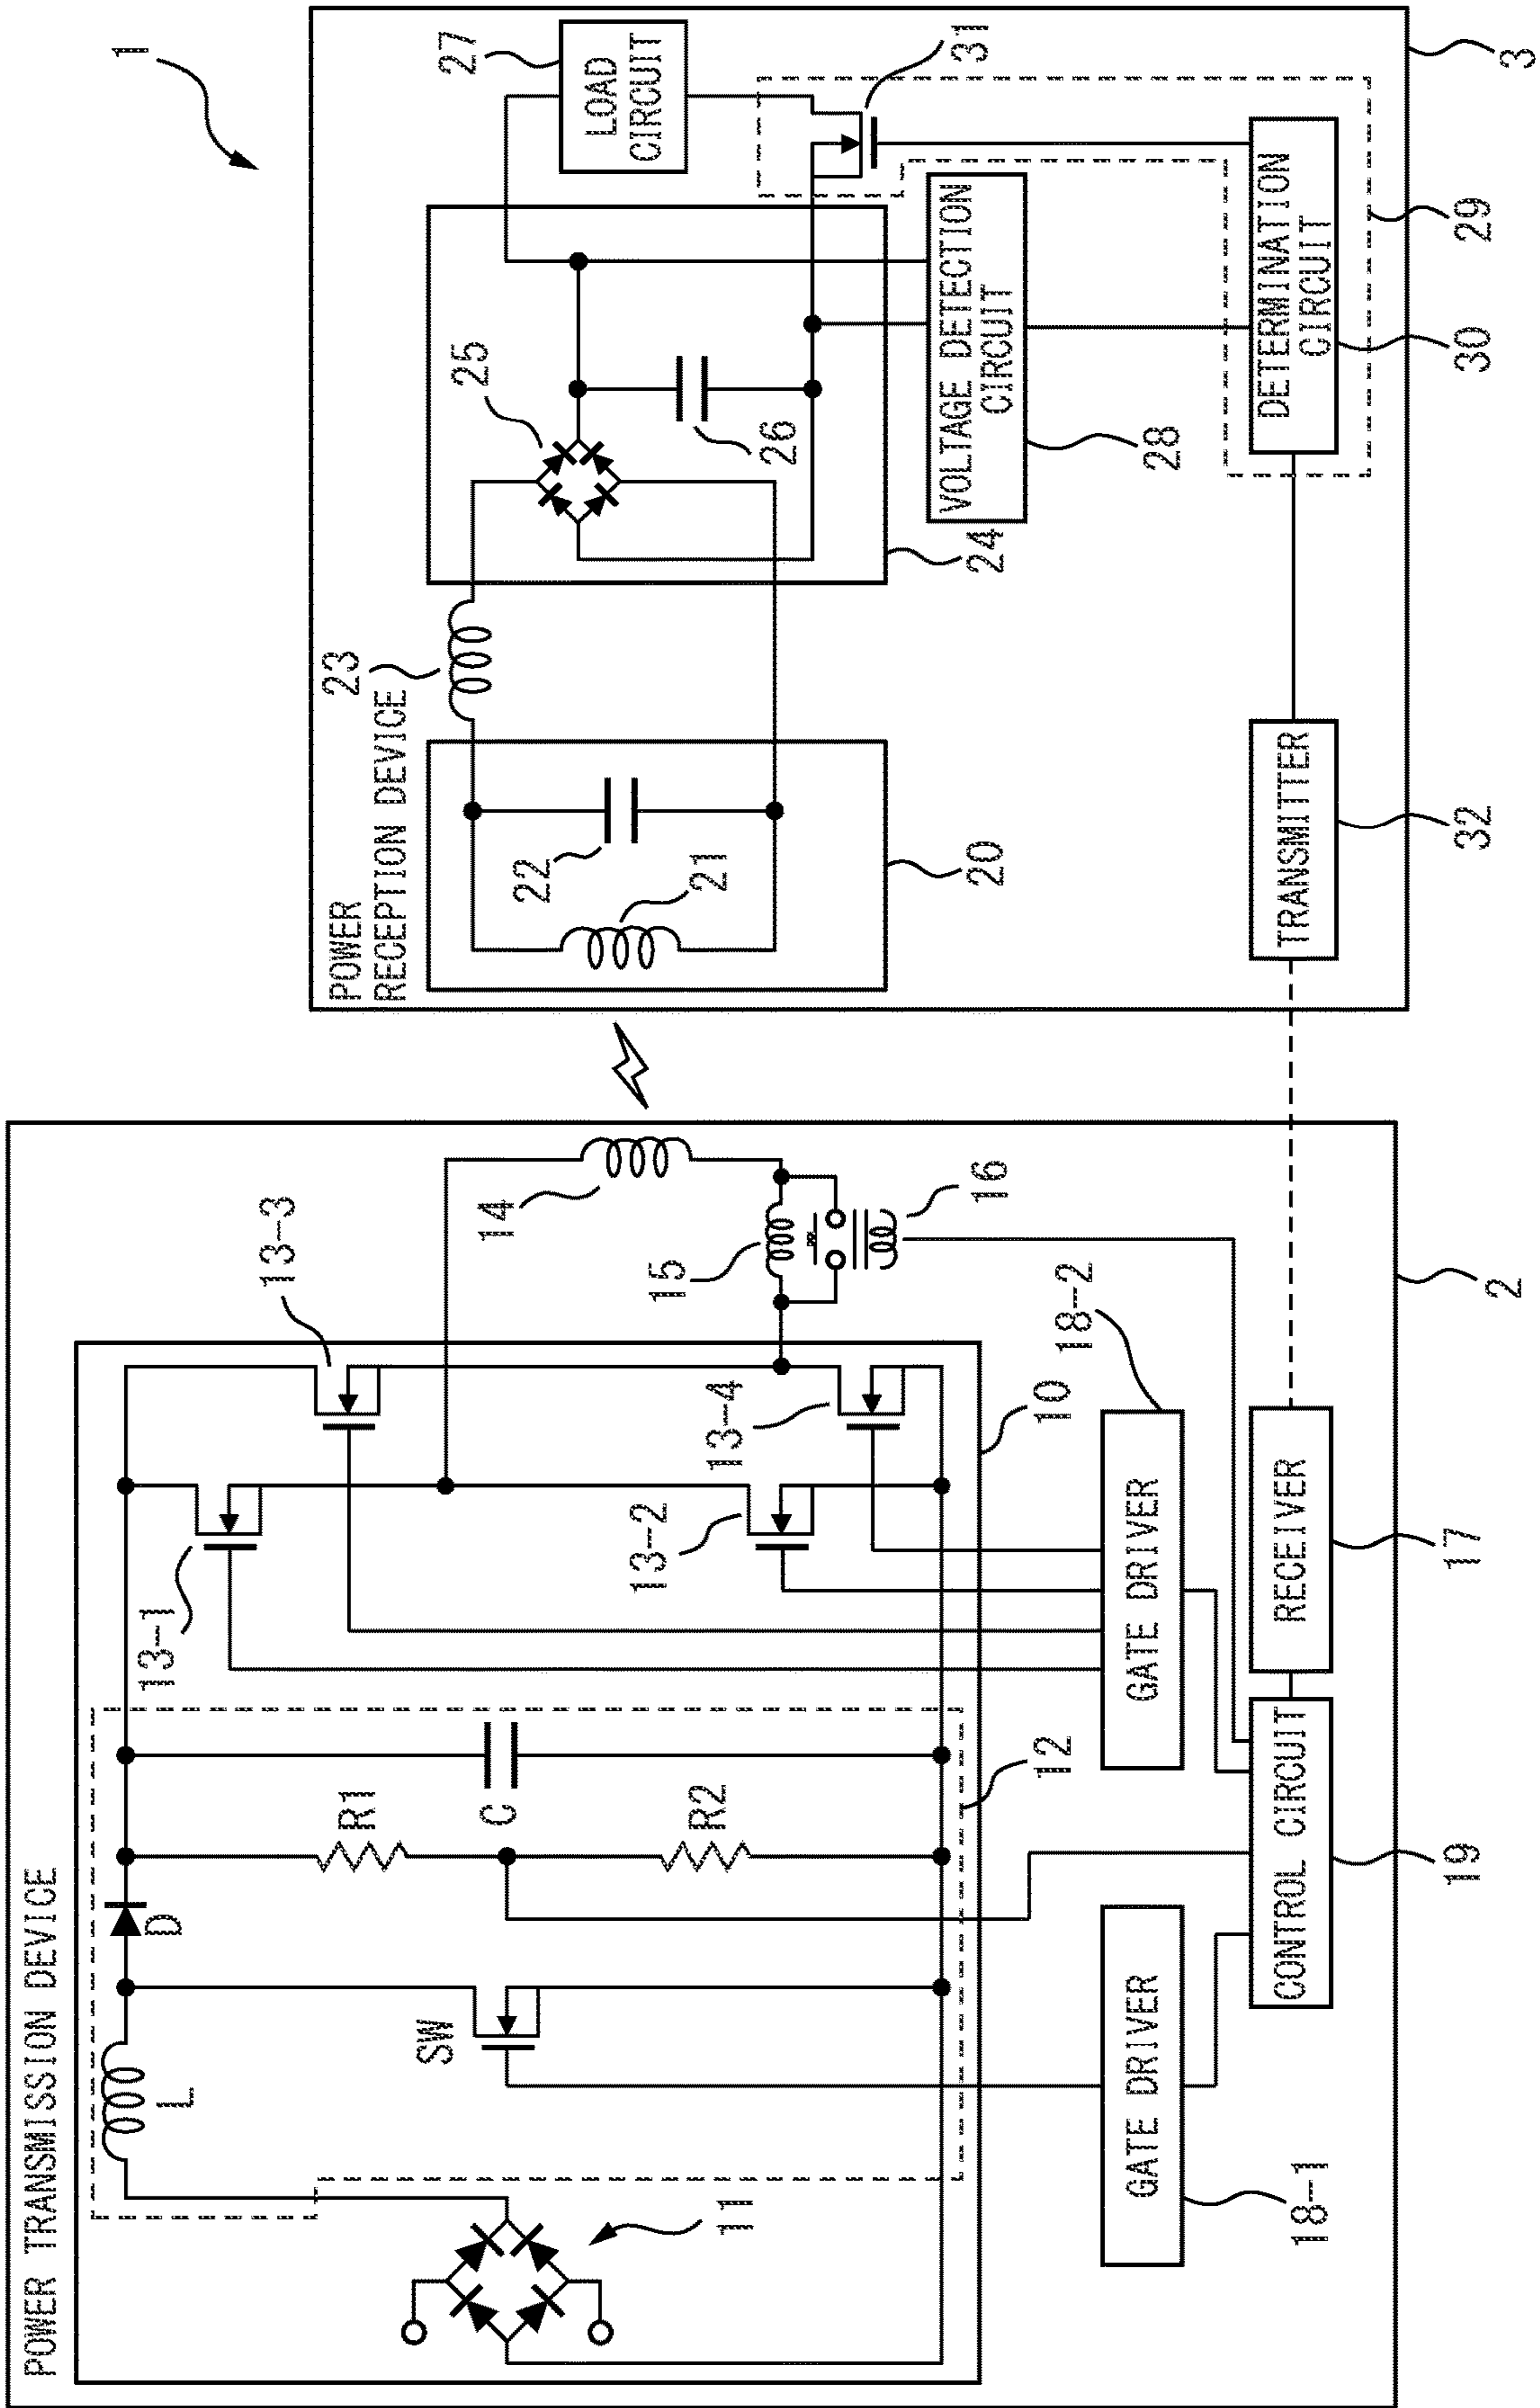 1
POWER TRANSMISSION DEVICE
L
D
SW
R1
R2
C
11
12
13-1
13-2
13-3
13-4
10
14
15
16
GATE DRIVER
18-1
GATE DRIVER
18-2
CONTROL CIRCUIT
19
RECEIVER
17
2
POWER
RECEPTION DEVICE
23
22
21
20
25
26
24
27
LOAD
CIRCUIT
31
VOLTAGE DETECTION
CIRCUIT
28
DETERMINATION
CIRCUIT
30
29
TRANSMITTER
32
3